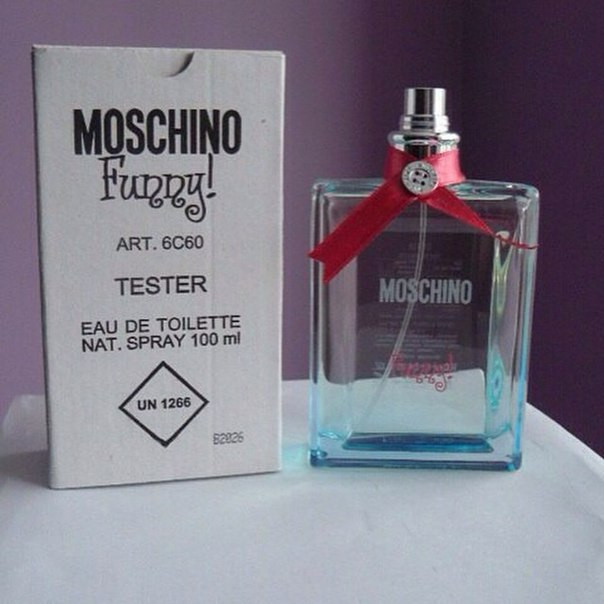 MOSCHINO
Funny!
ART. 6C60
TESTER
EAU DE TOILETTE
NAT. SPRAY 100 ml
UN 1266
B2026
MOSCHINO
Funny!